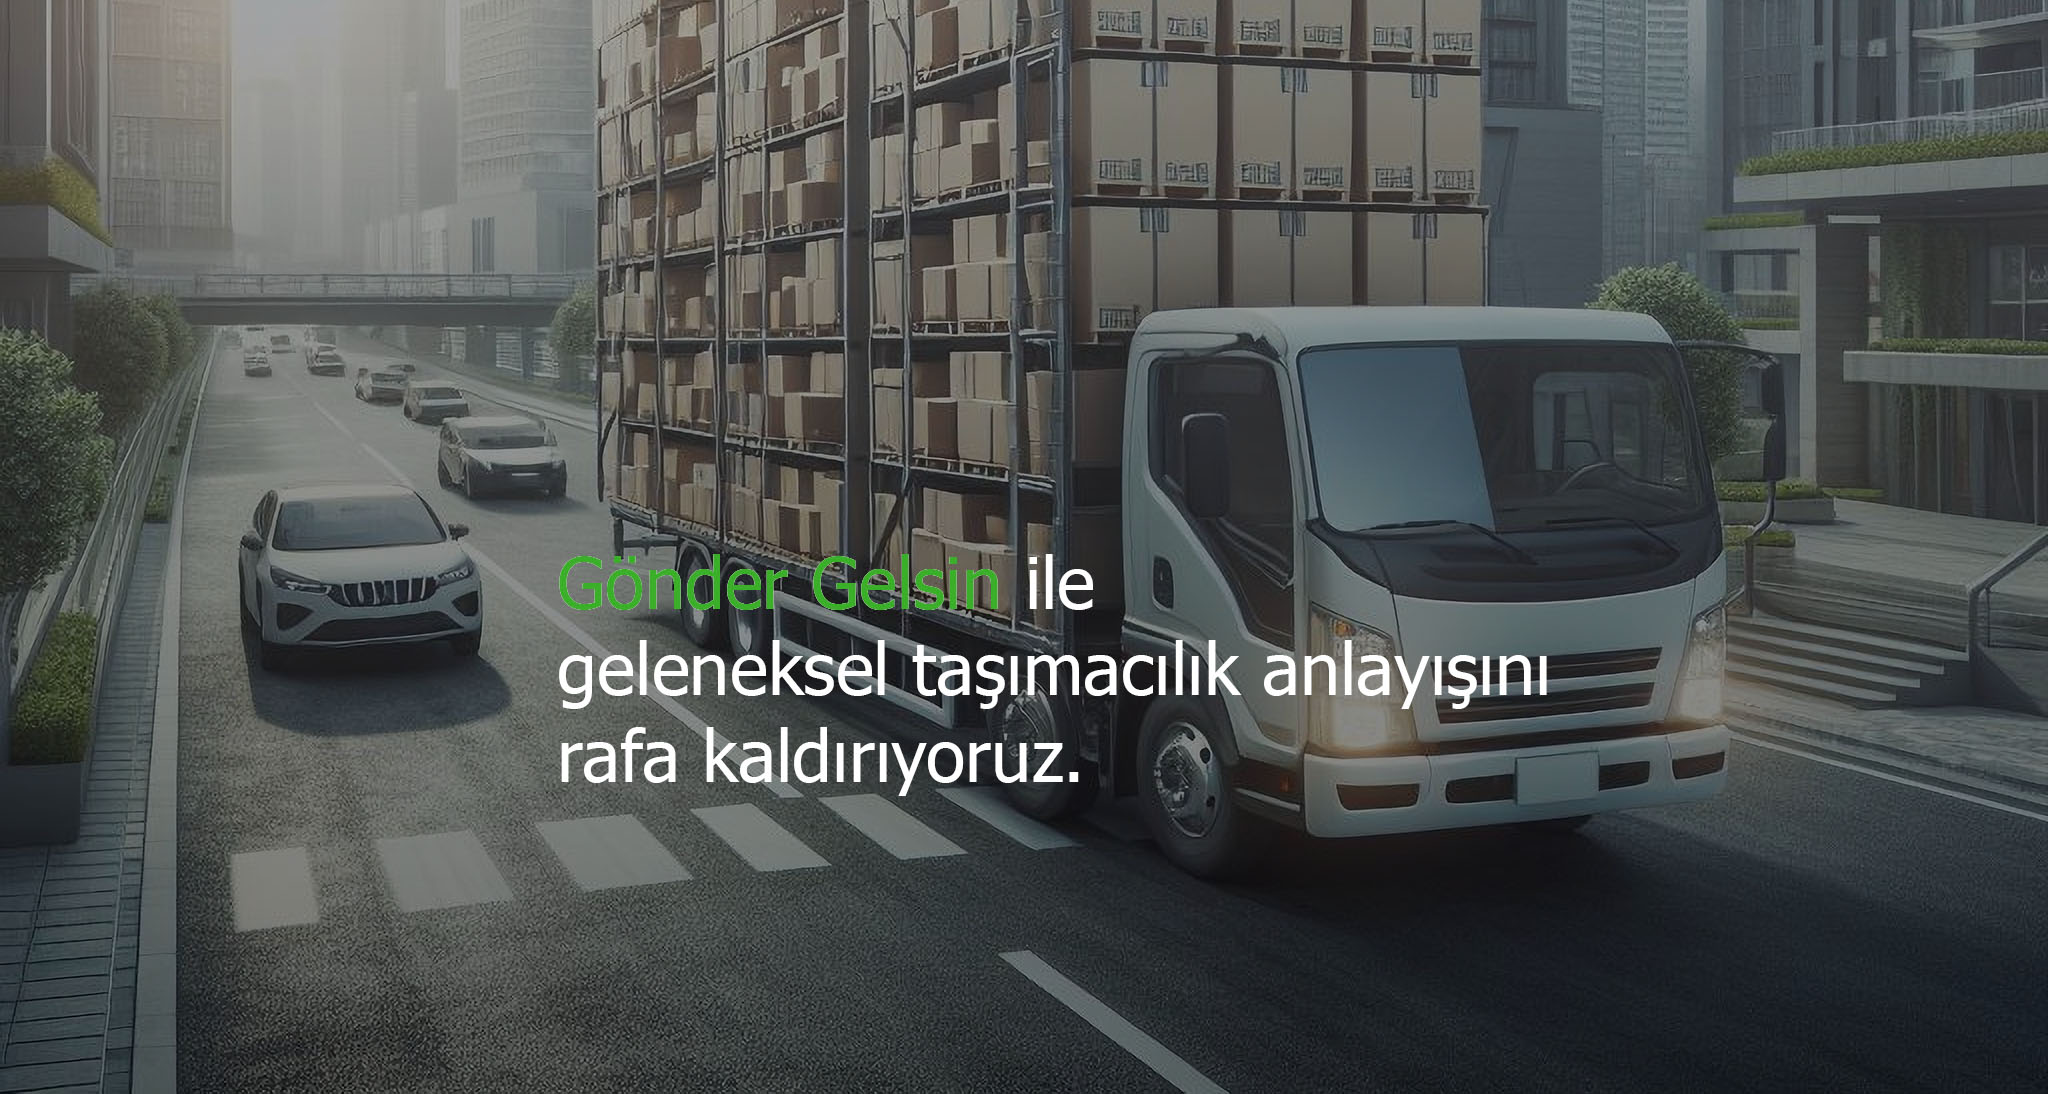 Gönder Gelsin ile
geleneksel taşımacılık anlayışını
rafa kaldırıyoruz.